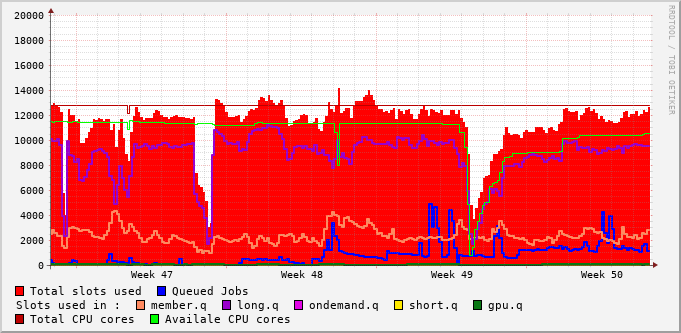 RRDTOOL / TOBI OETIKER
20000
18000
16000
14000
12000
10000
8000
6000
4000
2000
0
Week 47 Week 48 Week 49 Week 50
Total slots used Queued Jobs
Slots used in : member.q long.q ondemand.q short.q gpu.q
Total CPU cores Availale CPU cores